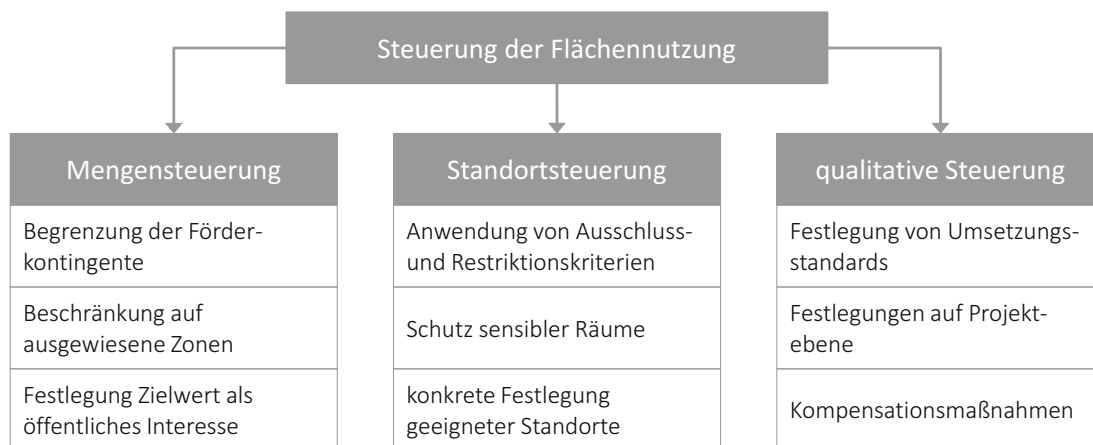 Steuerung der Flächennutzung
Mengensteuerung
Begrenzung der Förder-
kontingente
Beschränkung auf
ausgewiesene Zonen
Festlegung Zielwert als
öffentliches Interesse
Standortsteuerung
Anwendung von Ausschluss-
und Restriktionskriterien
Schutz sensibler Räume
konkrete Festlegung
geeigneter Standorte
qualitative Steuerung
Festlegung von Umsetzungs-
standards
Festlegungen auf Projekt-
ebene
Kompensationsmaßnahmen